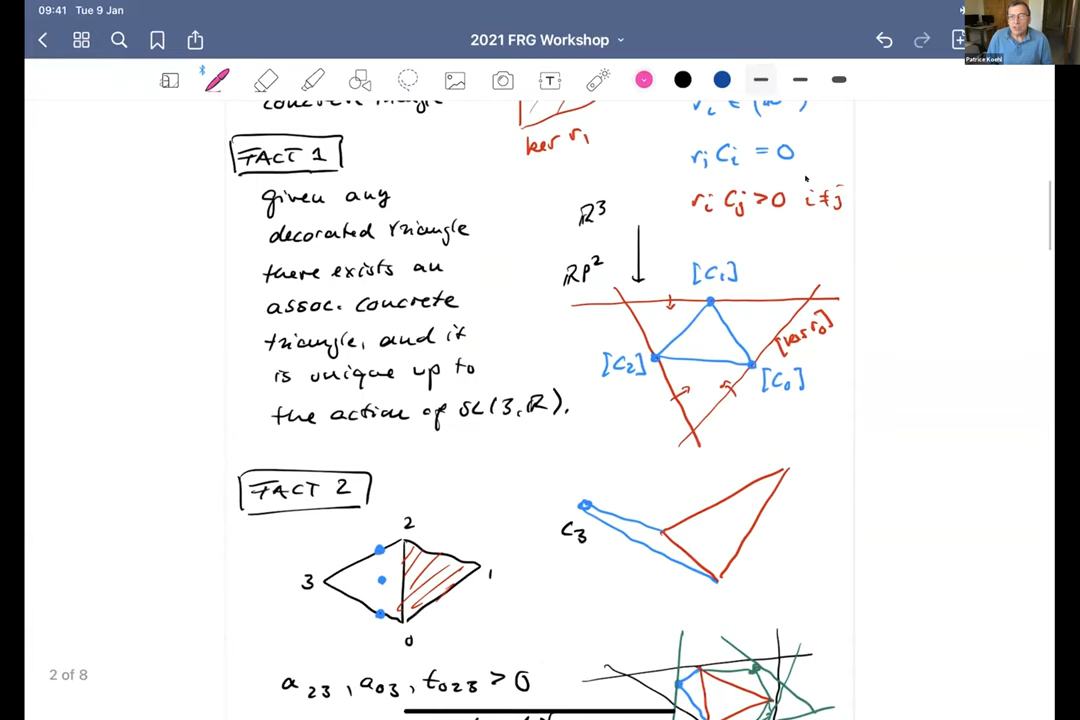 09:41 Tue 9 Jan
2021 FRG Workshop
Patrice Koehl
ker r₁
rᵢ Cᵢ = 0
rᵢ Cⱼ > 0 i ≠ j
FACT 1
given any
decorated triangle
there exists an
assoc. concrete
triangle, and it
is unique up to
the action of SL(3,ℝ).
ℝ³
ℝP²
[C₁]
[C₂]
[C₀]
[ker r₀]
FACT 2
2
3
1
0
C₃
a₂₃, a₀₃, t₀₂₃ > 0
2 of 8